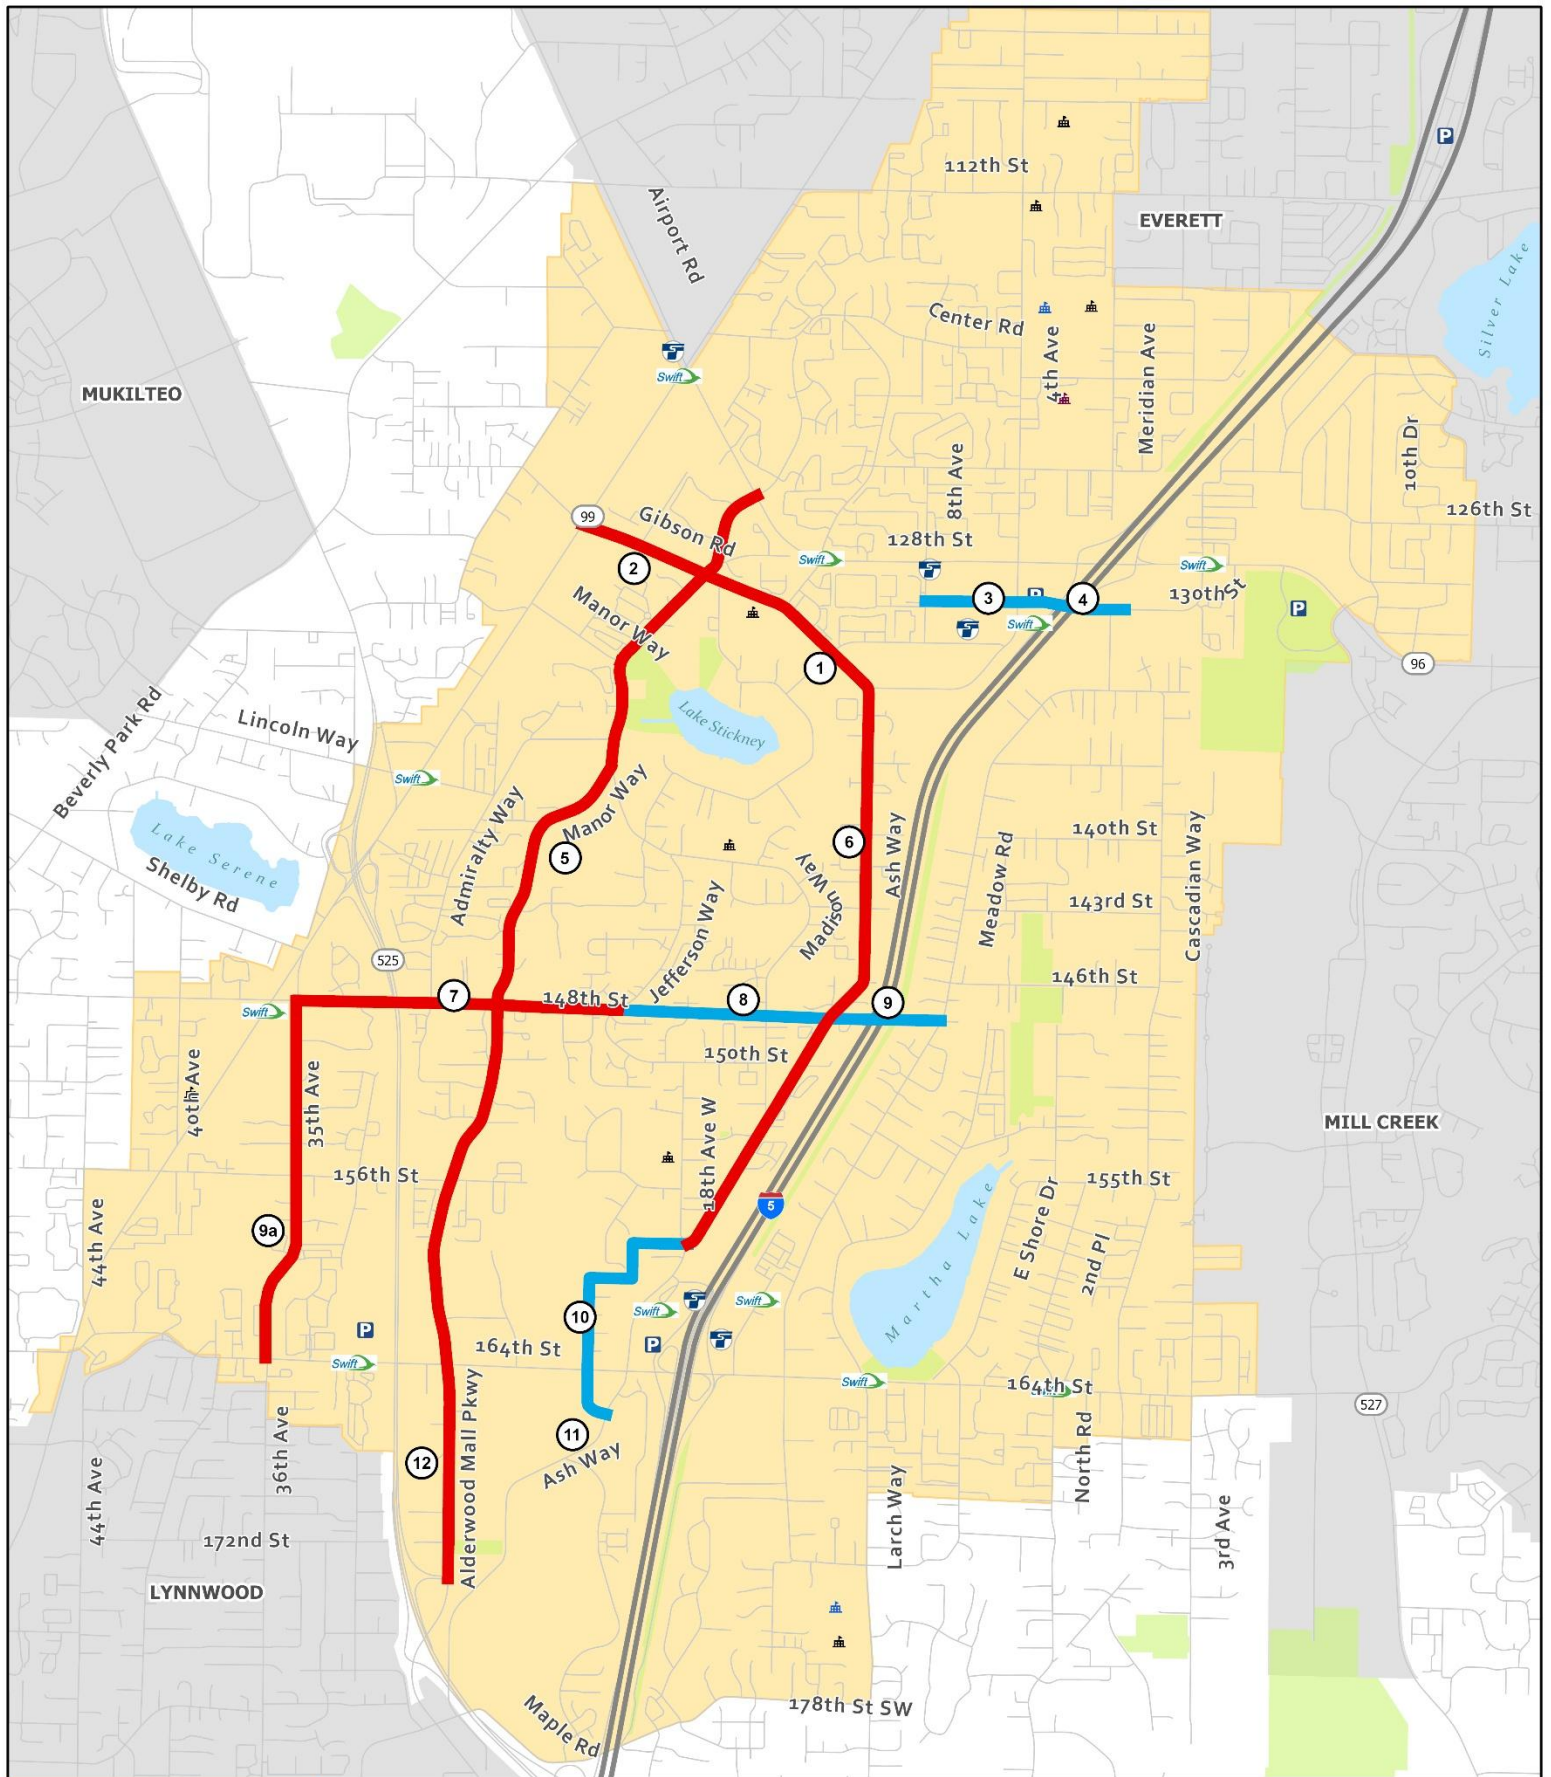 112th St
EVERETT
Airport Rd
Silver Lake
Center Rd
4th Ave
Meridian Ave
MUKILTEO
Swift
10th Dr
8th Ave
126th St
99
Gibson Rd
128th St
Swift
Swift
2
3
4
130th St
Manor Way
P
P
P
Swift
1
96
Beverly Park Rd
Lincoln Way
Lake Stickney
Swift
Manor Way
Admiralty Way
5
6
Ash Way
140th St
Cascadian Way
Lake Serene
Shelby Rd
Madison Way
Meadow Rd
143rd St
Jefferson Way
525
146th St
7
148th St
8
9
Swift
150th St
40th Ave
35th Ave
18th Ave W
MILL CREEK
156th St
155th St
5
E Shore Dr
2nd Pl
Martha Lake
44th Ave
9a
10
Swift
Swift
P
P
164th St
Swift
Swift
164th St
Swift
527
36th Ave
Alderwood Mall Pkwy
11
12
Ash Way
North Rd
44th Ave
Larch Way
3rd Ave
172nd St
LYNNWOOD
178th St SW
Maple Rd